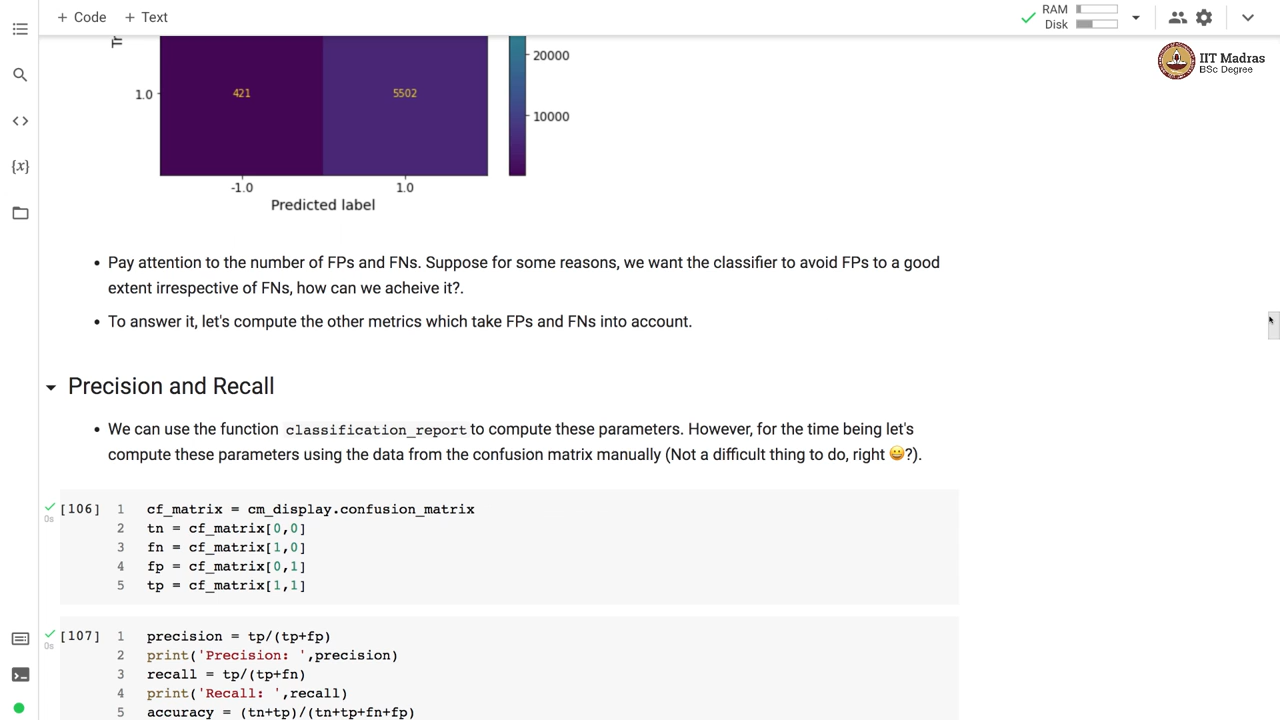 + Code + Text
RAM
Disk
IIT Madras
BSc Degree
Tr
20000
1.0
421
5502
10000
-1.0
1.0
Predicted label
• Pay attention to the number of FPs and FNs. Suppose for some reasons, we want the classifier to avoid FPs to a good
extent irrespective of FNs, how can we acheive it?.
• To answer it, let's compute the other metrics which take FPs and FNs into account.
Precision and Recall
• We can use the function classification_report to compute these parameters. However, for the time being let's
compute these parameters using the data from the confusion matrix manually (Not a difficult thing to do, right 😀?).
[106] 1 cf_matrix = cm_display.confusion_matrix
0s
2 tn = cf_matrix[0,0]
3 fn = cf_matrix[1,0]
4 fp = cf_matrix[0,1]
5 tp = cf_matrix[1,1]
[107] 1 precision = tp/(tp+fp)
0s
2 print('Precision: ',precision)
3 recall = tp/(tp+fn)
4 print('Recall: ',recall)
5 accuracy = (tn+tp)/(tn+tp+fn+fp)